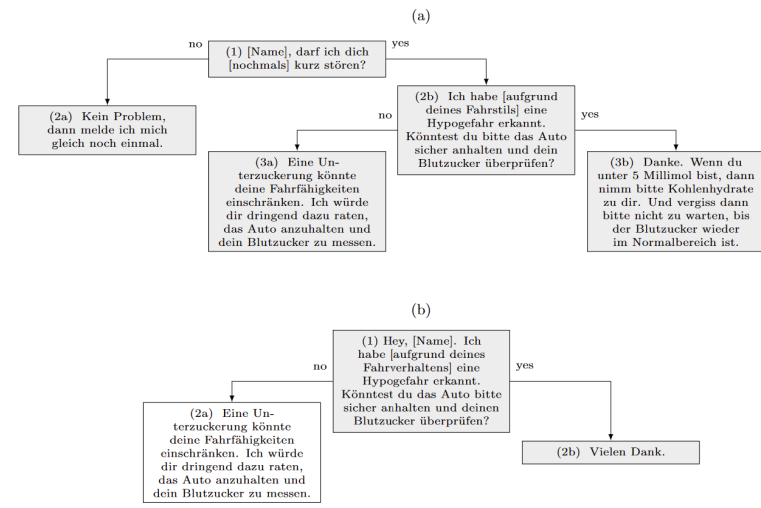 (a)
no
yes
(1) [Name], darf ich dich
[nochmals] kurz stören?
(2a) Kein Problem,
dann melde ich mich
gleich noch einmal.
no
yes
(2b) Ich habe [aufgrund
deines Fahrstils] eine
Hypogefahr erkannt.
Könntest du bitte das Auto
sicher anhalten und dein
Blutzucker überprüfen?
(3a) Eine Un-
terzuckerung könnte
deine Fahrfähigkeiten
einschränken. Ich würde
dir dringend dazu raten,
das Auto anzuhalten und
dein Blutzucker zu messen.
(3b) Danke. Wenn du
unter 5 Millimol bist, dann
nimm bitte Kohlenhydrate
zu dir. Und vergiss dann
bitte nicht zu warten, bis
der Blutzucker wieder
im Normalbereich ist.
(b)
no
yes
(1) Hey, [Name]. Ich
habe [aufgrund deines
Fahrverhaltens] eine
Hypogefahr erkannt.
Könntest du das Auto bitte
sicher anhalten und deinen
Blutzucker überprüfen?
(2a) Eine Un-
terzuckerung könnte
deine Fahrfähigkeiten
einschränken. Ich würde
dir dringend dazu raten,
das Auto anzuhalten und
dein Blutzucker zu messen.
(2b) Vielen Dank.